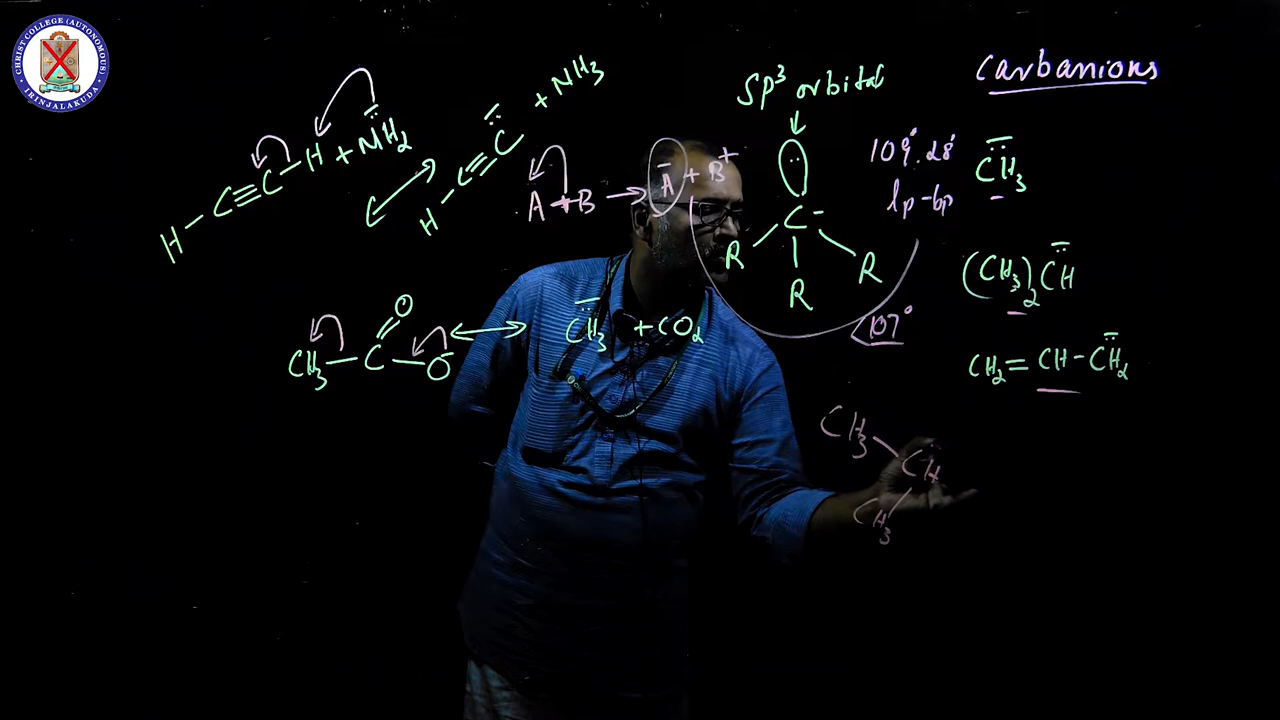 CHRIST COLLEGE (AUTONOMOUS)
IRINJALAKUDA
Carbanions
H-C≡C-H + N̈H₂ ↔ H-C≡C̈ + NH₃
A+B → Ā + B⁺
sp³ orbital
C⁻
R
R
R
109.28°
lp-bp
107°
C̈H₃
(CH₃)₂C̈H
CH₂=CH-C̈H₂
CH₃-C-O⁻ ↔ C̈H₃ + CO₂
O
CH₃
CH
CH₃